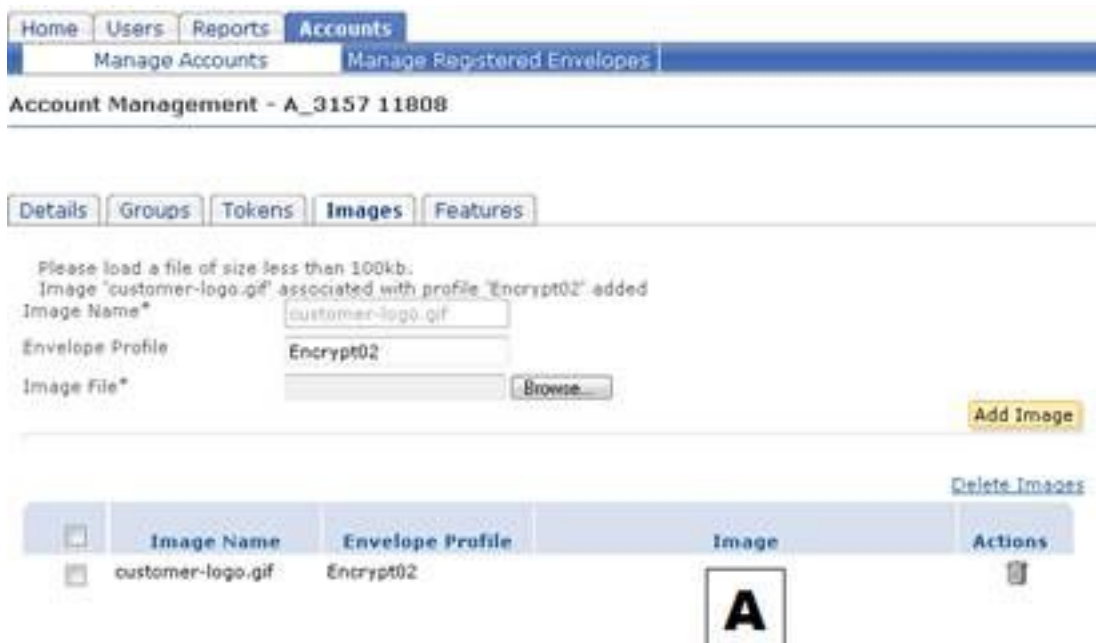 Home Users Reports Accounts
Manage Accounts Manage Registered Envelopes
Account Management - A_3157 11808
Details Groups Tokens Images Features
Please load a file of size less than 100kb.
Image 'customer-logo.gif' associated with profile 'Encrypt02' added
Image Name* customer-logo.gif
Envelope Profile Encrypt02
Image File* Browse...
Add Image
Delete Images
Image Name Envelope Profile Image Actions
customer-logo.gif Encrypt02
A